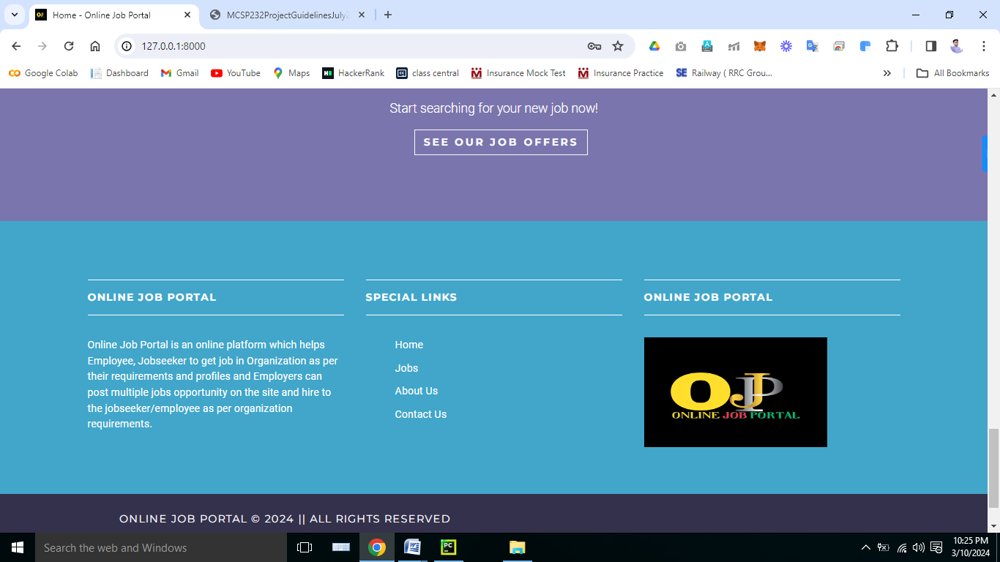 Home - Online Job Portal
MCSP232ProjectGuidelinesJuly2
127.0.0.1:8000
Google Colab Dashboard Gmail YouTube Maps HackerRank class central Insurance Mock Test Insurance Practice SE Railway ( RRC Grou... All Bookmarks
Start searching for your new job now!
SEE OUR JOB OFFERS
ONLINE JOB PORTAL
Online Job Portal is an online platform which helps
Employee, Jobseeker to get job in Organization as per
their requirements and profiles and Employers can
post multiple jobs opportunity on the site and hire to
the jobseeker/employee as per organization
requirements.
SPECIAL LINKS
Home
Jobs
About Us
Contact Us
ONLINE JOB PORTAL
OJP
ONLINE JOB PORTAL
ONLINE JOB PORTAL © 2024 || ALL RIGHTS RESERVED
Search the web and Windows
10:25 PM
3/10/2024